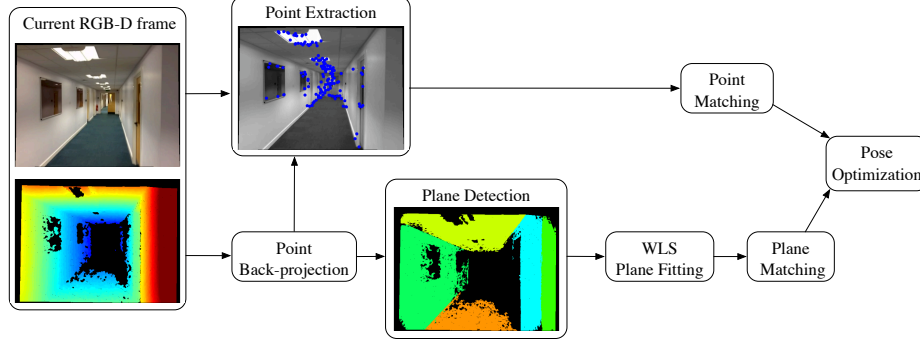 Current RGB-D frame
Point Extraction
Point
Matching
Pose
Optimization
Plane Detection
Point
Back-projection
WLS
Plane Fitting
Plane
Matching